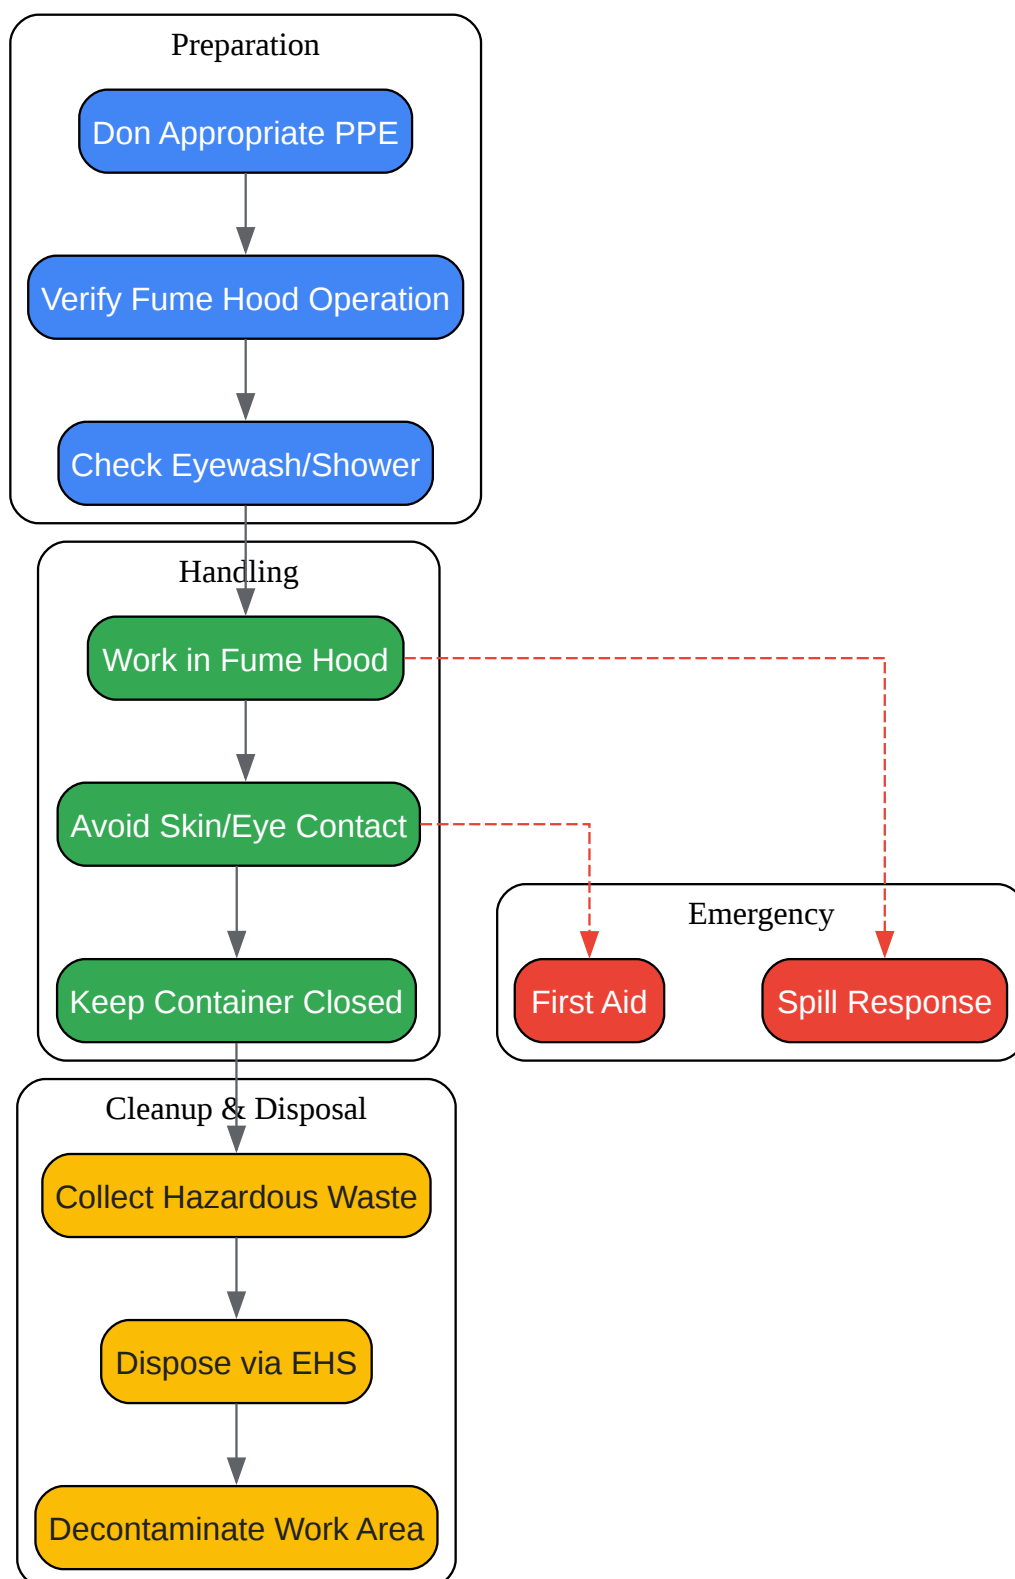 Preparation
Don Appropriate PPE
Verify Fume Hood Operation
Check Eyewash/Shower
Handling
Work in Fume Hood
Avoid Skin/Eye Contact
Keep Container Closed
Emergency
First Aid
Spill Response
Cleanup & Disposal
Collect Hazardous Waste
Dispose via EHS
Decontaminate Work Area